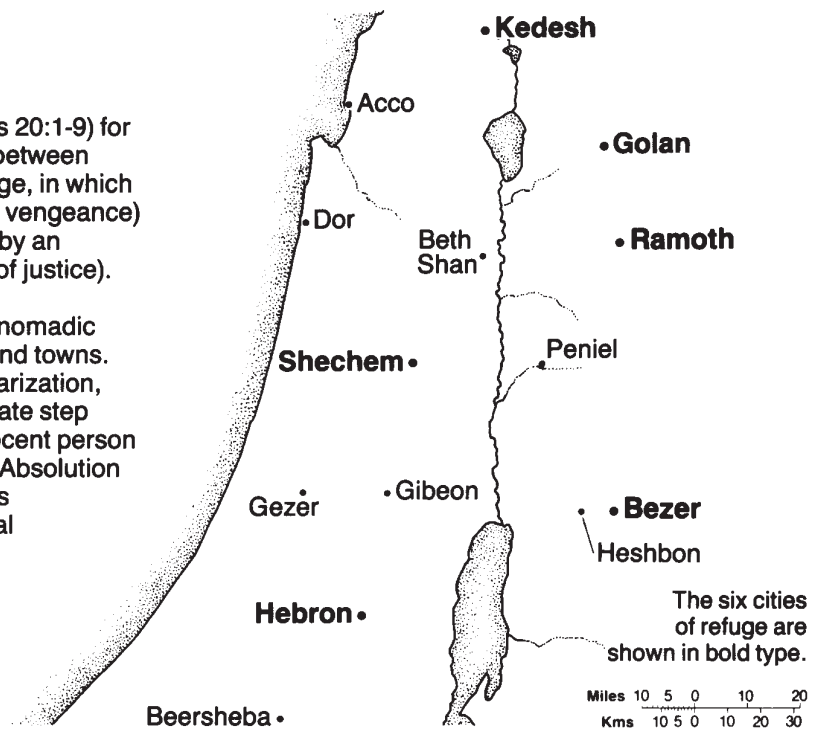 s 20:1-9) for
between
ge, in which
vengeance)
by an
of justice).
nomadic
nd towns.
arization,
ate step
ocent person
Absolution
s
al
Kedesh
Acco
Golan
Dor
Ramoth
Beth
Shan
Peniel
Shechem
Gezer
Gibeon
Bezer
Heshbon
Hebron
The six cities
of refuge are
shown in bold type.
Beersheba
Miles 10 5 0 10 20
Kms 10 5 0 10 20 30